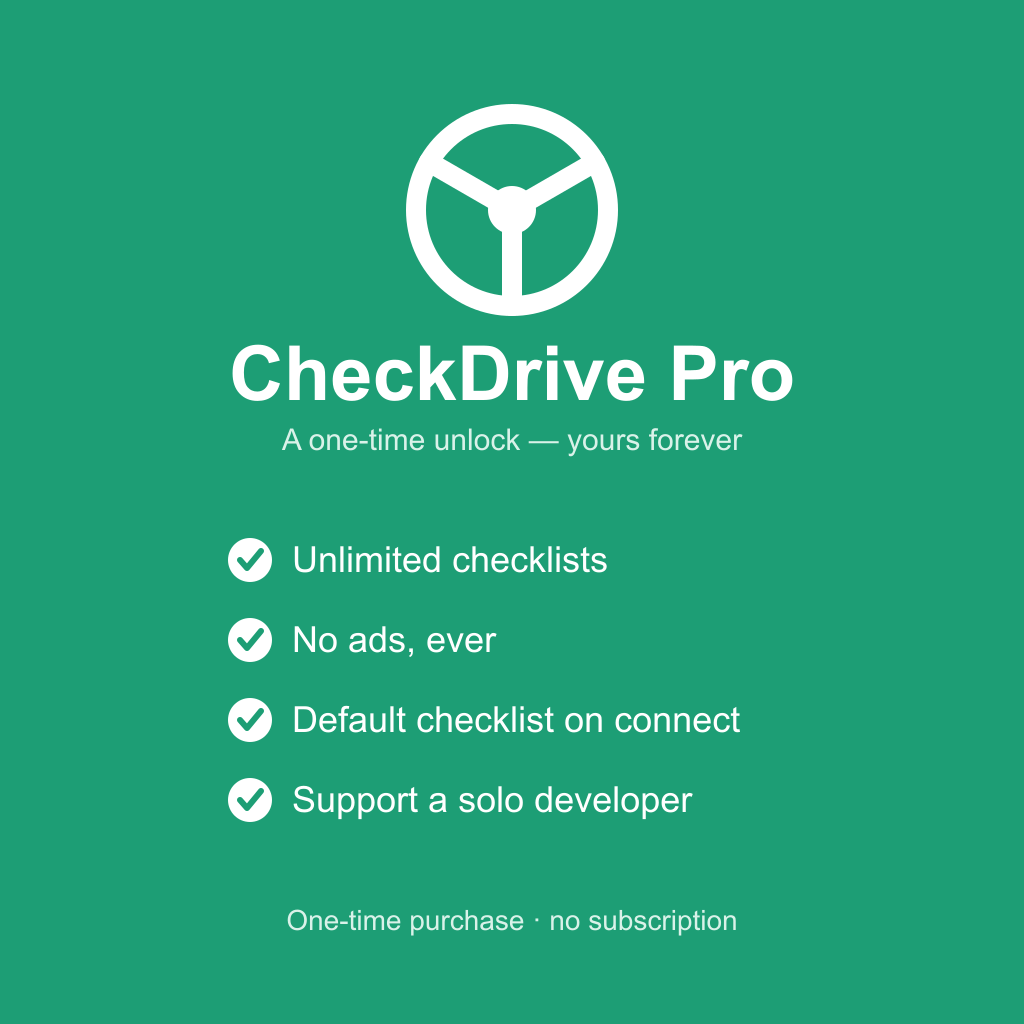 CheckDrive Pro
A one-time unlock — yours forever
Unlimited checklists
No ads, ever
Default checklist on connect
Support a solo developer
One-time purchase · no subscription